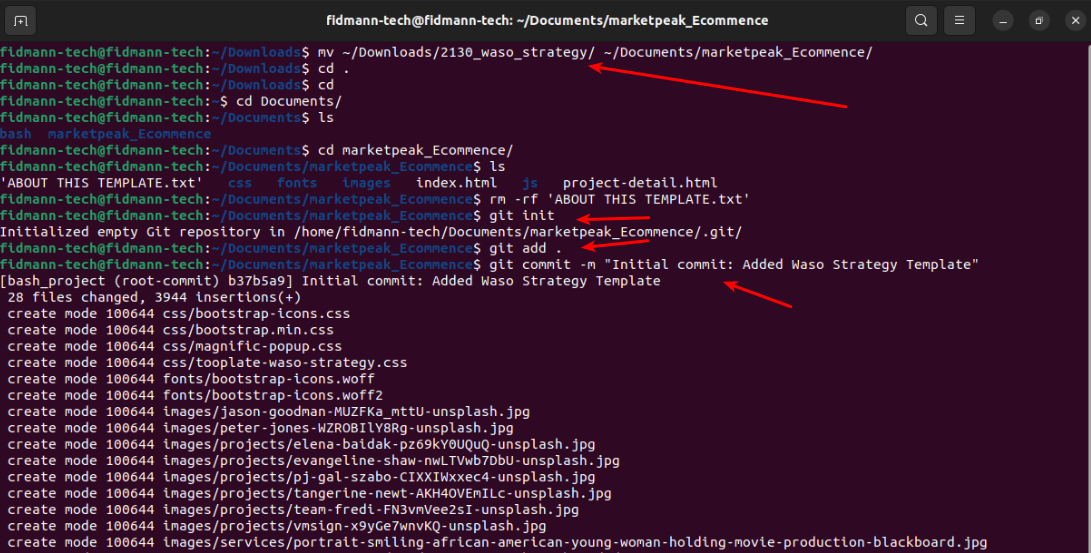 fidmann-tech@fidmann-tech: ~/Documents/marketpeak_Ecommence
fidmann-tech@fidmann-tech:~/Downloads$ mv ~/Downloads/2130_waso_strategy/ ~/Documents/marketpeak_Ecommence/
fidmann-tech@fidmann-tech:~/Downloads$ cd .
fidmann-tech@fidmann-tech:~/Downloads$ cd
fidmann-tech@fidmann-tech:~$ cd Documents/
fidmann-tech@fidmann-tech:~/Documents$ ls
bash  marketpeak_Ecommence
fidmann-tech@fidmann-tech:~/Documents$ cd marketpeak_Ecommence/
fidmann-tech@fidmann-tech:~/Documents/marketpeak_Ecommence$ ls
'ABOUT THIS TEMPLATE.txt'   css   fonts   images   index.html   js   project-detail.html
fidmann-tech@fidmann-tech:~/Documents/marketpeak_Ecommence$ rm -rf 'ABOUT THIS TEMPLATE.txt'
fidmann-tech@fidmann-tech:~/Documents/marketpeak_Ecommence$ git init
Initialized empty Git repository in /home/fidmann-tech/Documents/marketpeak_Ecommence/.git/
fidmann-tech@fidmann-tech:~/Documents/marketpeak_Ecommence$ git add .
fidmann-tech@fidmann-tech:~/Documents/marketpeak_Ecommence$ git commit -m "Initial commit: Added Waso Strategy Template"
[bash_project (root-commit) b37b5a9] Initial commit: Added Waso Strategy Template
 28 files changed, 3944 insertions(+)
 create mode 100644 css/bootstrap-icons.css
 create mode 100644 css/bootstrap.min.css
 create mode 100644 css/magnific-popup.css
 create mode 100644 css/tooplate-waso-strategy.css
 create mode 100644 fonts/bootstrap-icons.woff
 create mode 100644 fonts/bootstrap-icons.woff2
 create mode 100644 images/jason-goodman-MUZFKa_mttU-unsplash.jpg
 create mode 100644 images/peter-jones-WZROBIlY8Rg-unsplash.jpg
 create mode 100644 images/projects/elena-baidak-pz69kY0UQuQ-unsplash.jpg
 create mode 100644 images/projects/evangeline-shaw-nwLTVwb7DbU-unsplash.jpg
 create mode 100644 images/projects/pj-gal-szabo-CIXXIWxxec4-unsplash.jpg
 create mode 100644 images/projects/tangerine-newt-AKH4OVEmILc-unsplash.jpg
 create mode 100644 images/projects/team-fredi-FN3vmVee2sI-unsplash.jpg
 create mode 100644 images/projects/vmsign-x9yGe7wnvKQ-unsplash.jpg
 create mode 100644 images/services/portrait-smiling-african-american-young-woman-holding-movie-production-blackboard.jpg